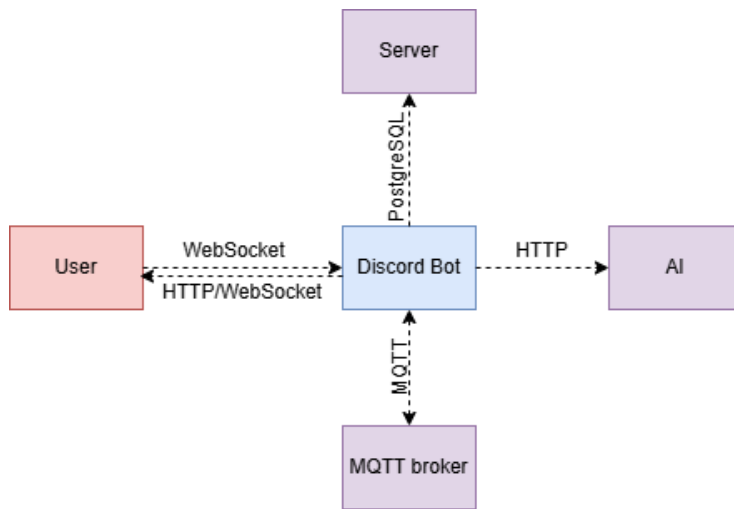 Server
PostgreSQL
User
WebSocket
HTTP/WebSocket
Discord Bot
HTTP
AI
MQTT
MQTT broker